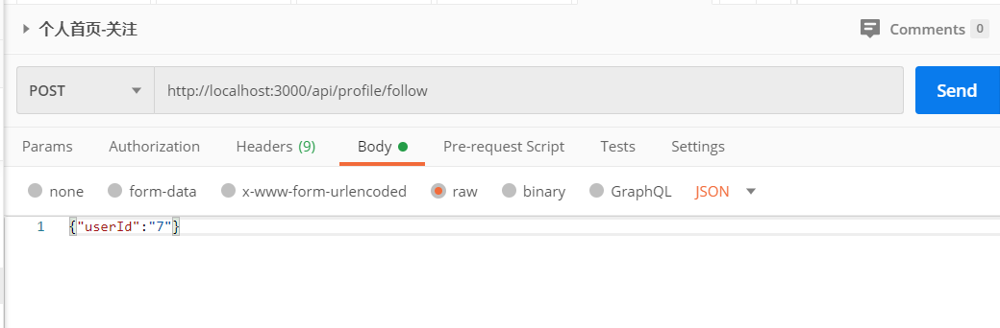 个人首页-关注
Comments 0
POST http://localhost:3000/api/profile/follow Send
Params Authorization Headers (9) Body Pre-request Script Tests Settings
none form-data x-www-form-urlencoded raw binary GraphQL JSON
1 {"userId":"7"}